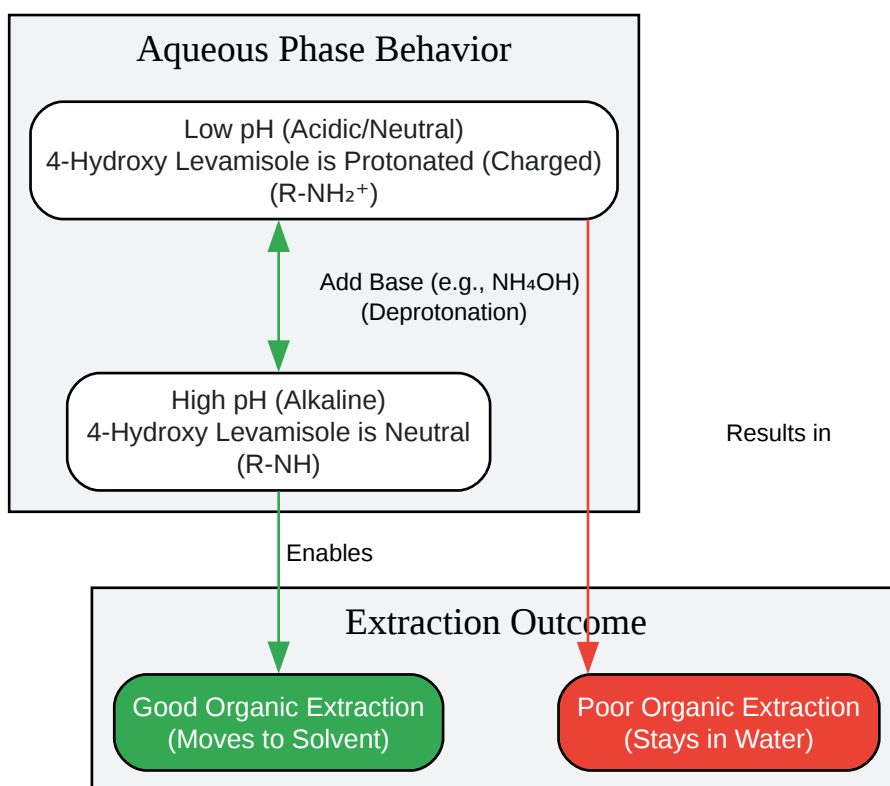 Aqueous Phase Behavior
Low pH (Acidic/Neutral)
4-Hydroxy Levamisole is Protonated (Charged)
(R-NH₂⁺)
Add Base (e.g., NH₄OH)
(Deprotonation)
High pH (Alkaline)
4-Hydroxy Levamisole is Neutral
(R-NH)
Results in
Enables
Extraction Outcome
Good Organic Extraction
(Moves to Solvent)
Poor Organic Extraction
(Stays in Water)